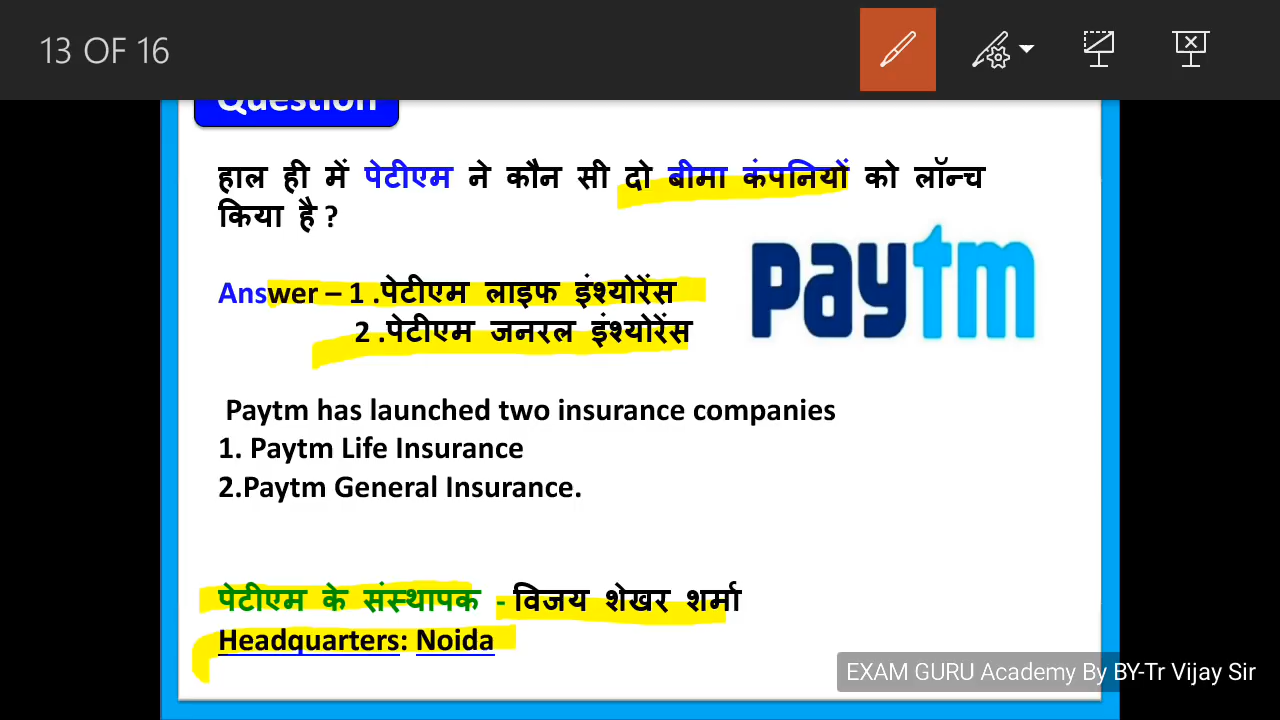 13 OF 16
Question
हाल ही में पेटीएम ने कौन सी दो बीमा कंपनियों को लॉन्च
किया है ?
paytm
Answer – 1 .पेटीएम लाइफ इंश्योरेंस
2 .पेटीएम जनरल इंश्योरेंस
Paytm has launched two insurance companies
1. Paytm Life Insurance
2.Paytm General Insurance.
पेटीएम के संस्थापक - विजय शेखर शर्मा
Headquarters: Noida
EXAM GURU Academy By BY-Tr Vijay Sir